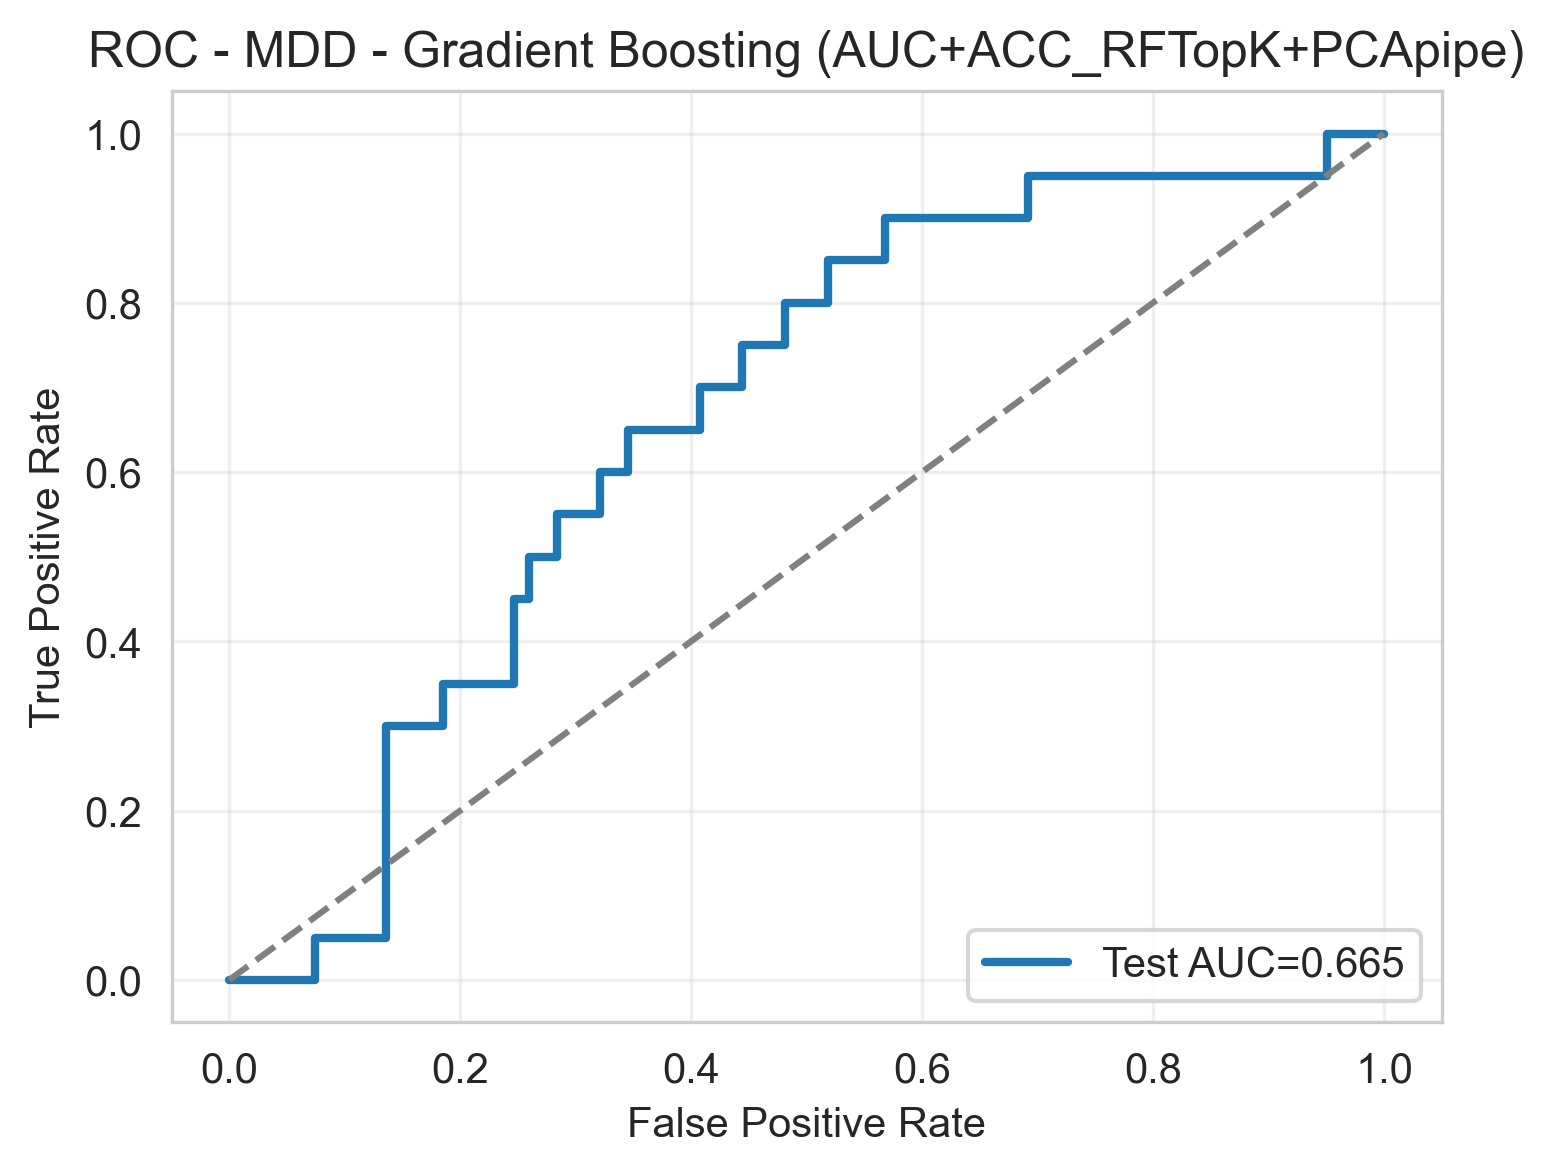 ROC - MDD - Gradient Boosting (AUC+ACC_RFTopK+PCApipe)
True Positive Rate
1.0
0.8
0.6
0.4
0.2
0.0
Test AUC=0.665
0.0 0.2 0.4 0.6 0.8 1.0
False Positive Rate